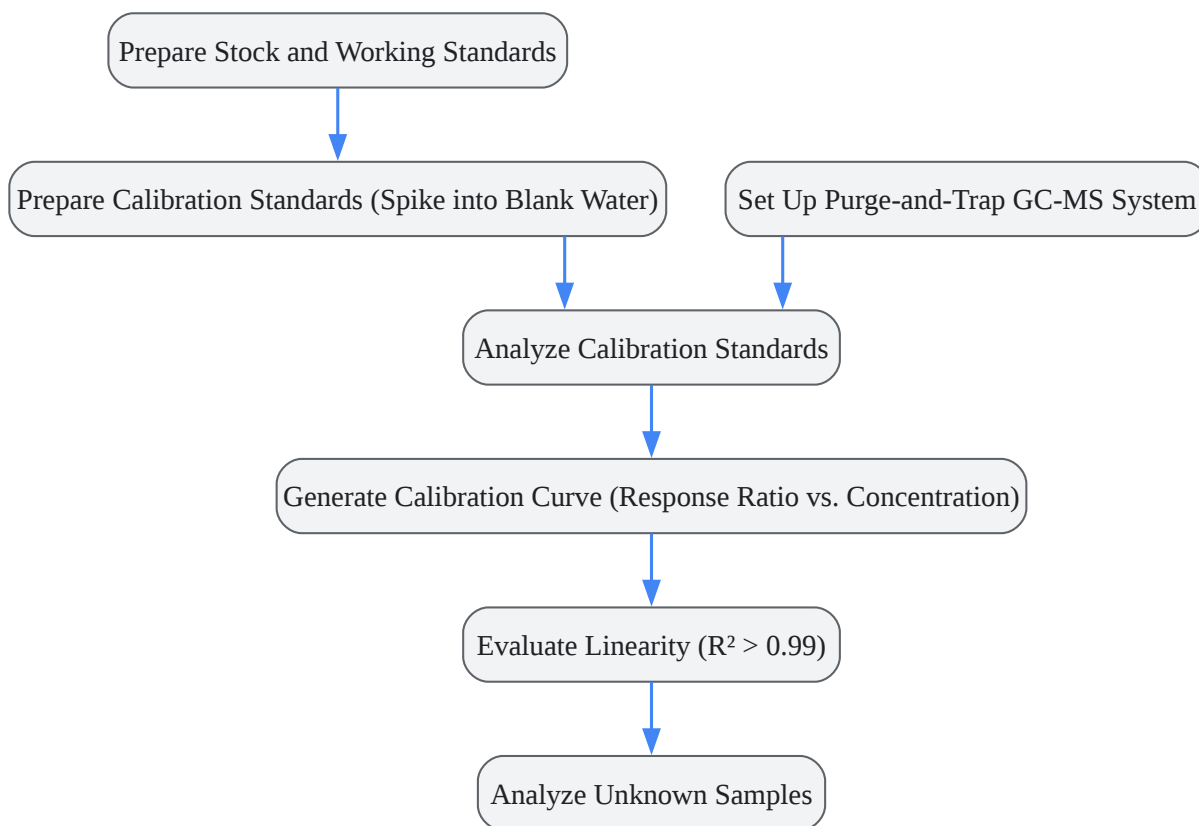 Prepare Stock and Working Standards
Prepare Calibration Standards (Spike into Blank Water)
Set Up Purge-and-Trap GC-MS System
Analyze Calibration Standards
Generate Calibration Curve (Response Ratio vs. Concentration)
Evaluate Linearity (R² > 0.99)
Analyze Unknown Samples